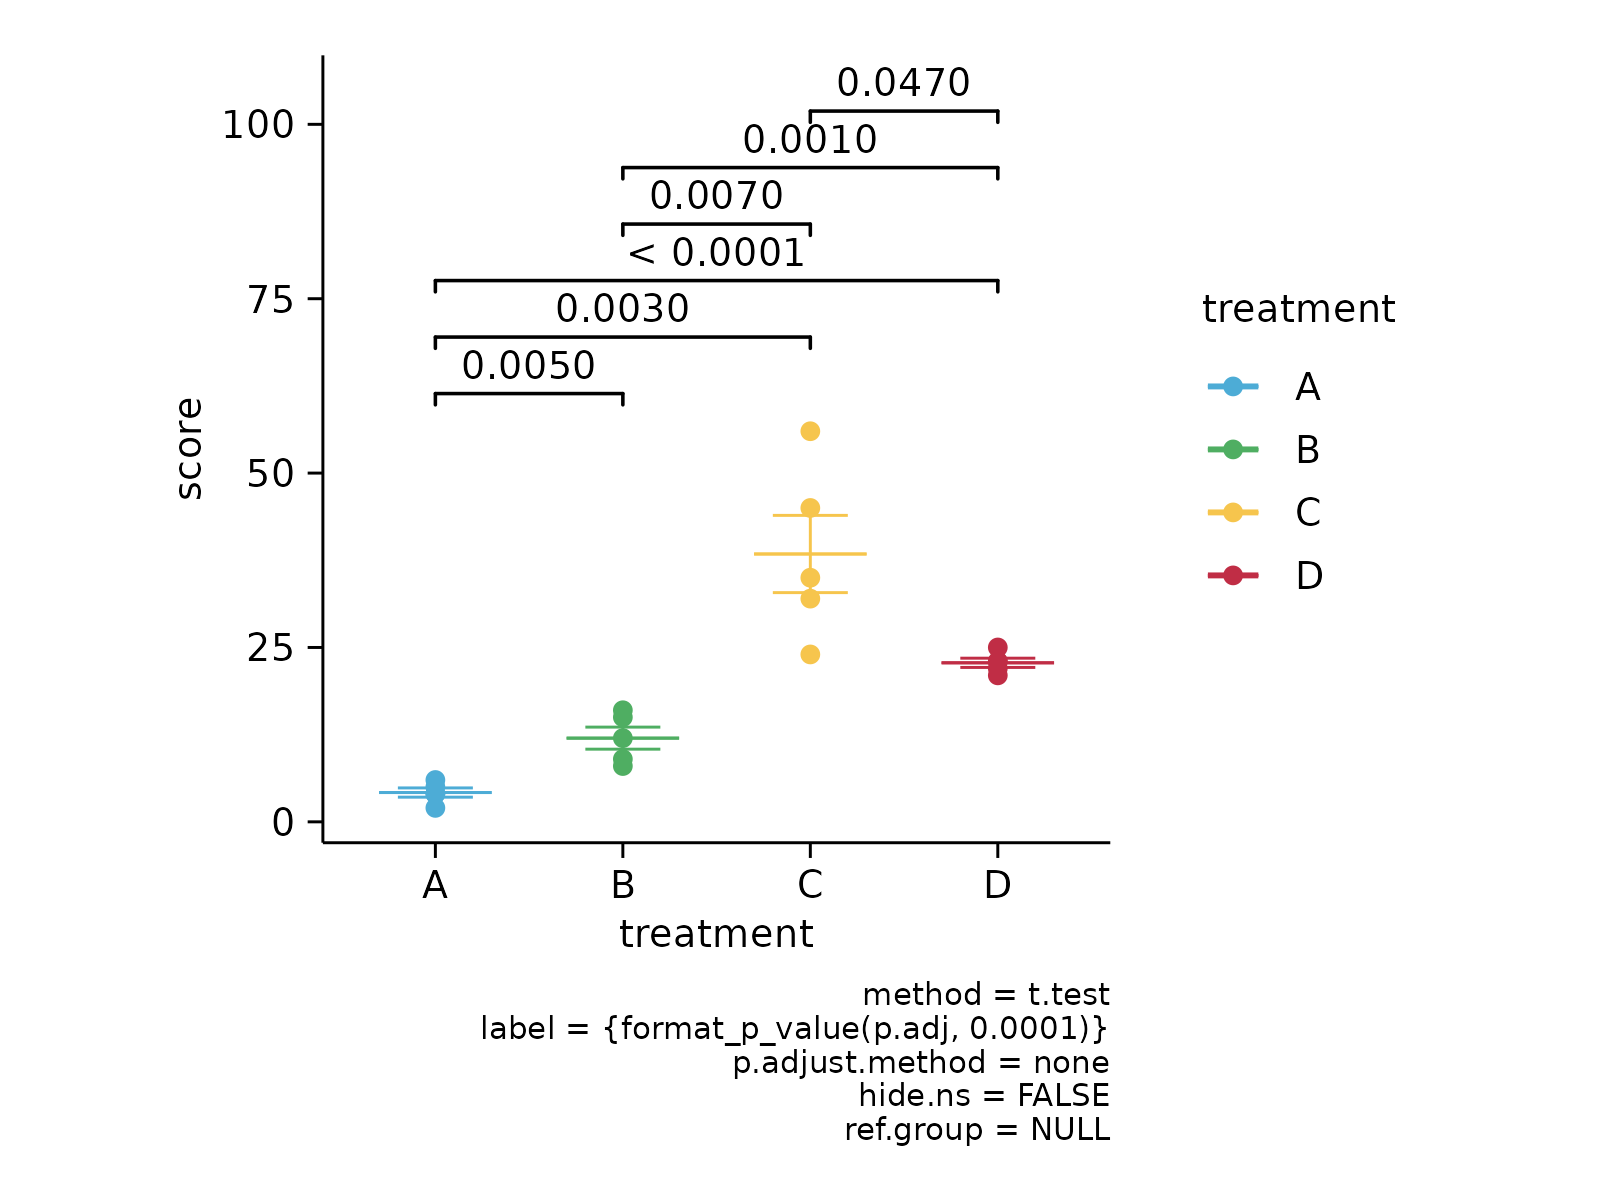 0.0470
100
0.0010
0.0070
< 0.0001
75
0.0030
0.0050
score
50
25
0
A
B
C
D
treatment
treatment
A
B
C
D
method = t.test
label = {format_p_value(p.adj, 0.0001)}
p.adjust.method = none
hide.ns = FALSE
ref.group = NULL